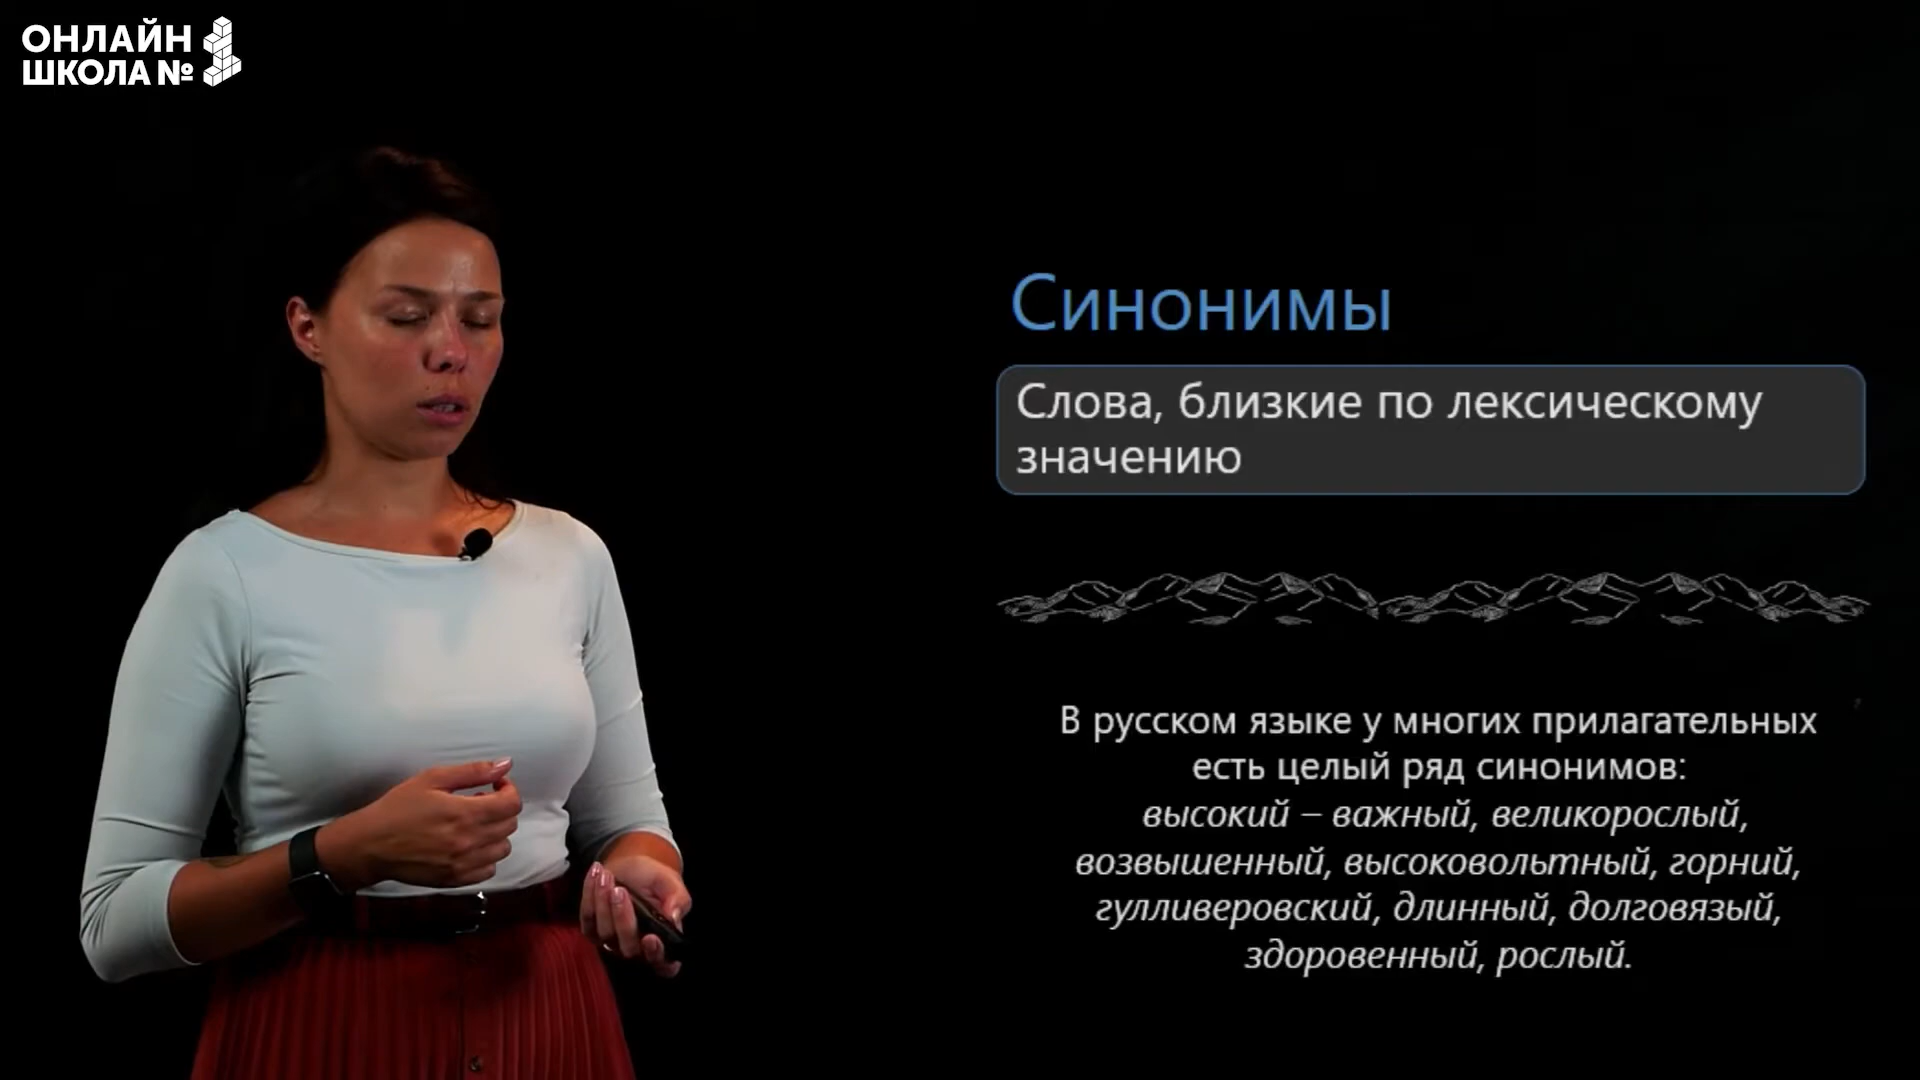 ОНЛАЙН
ШКОЛА №1
Синонимы
Слова, близкие по лексическому
значению
В русском языке у многих прилагательных
есть целый ряд синонимов:
высокий – важный, великорослый,
возвышенный, высоковольтный, горний,
гулливеровский, длинный, долговязый,
здоровенный, рослый.